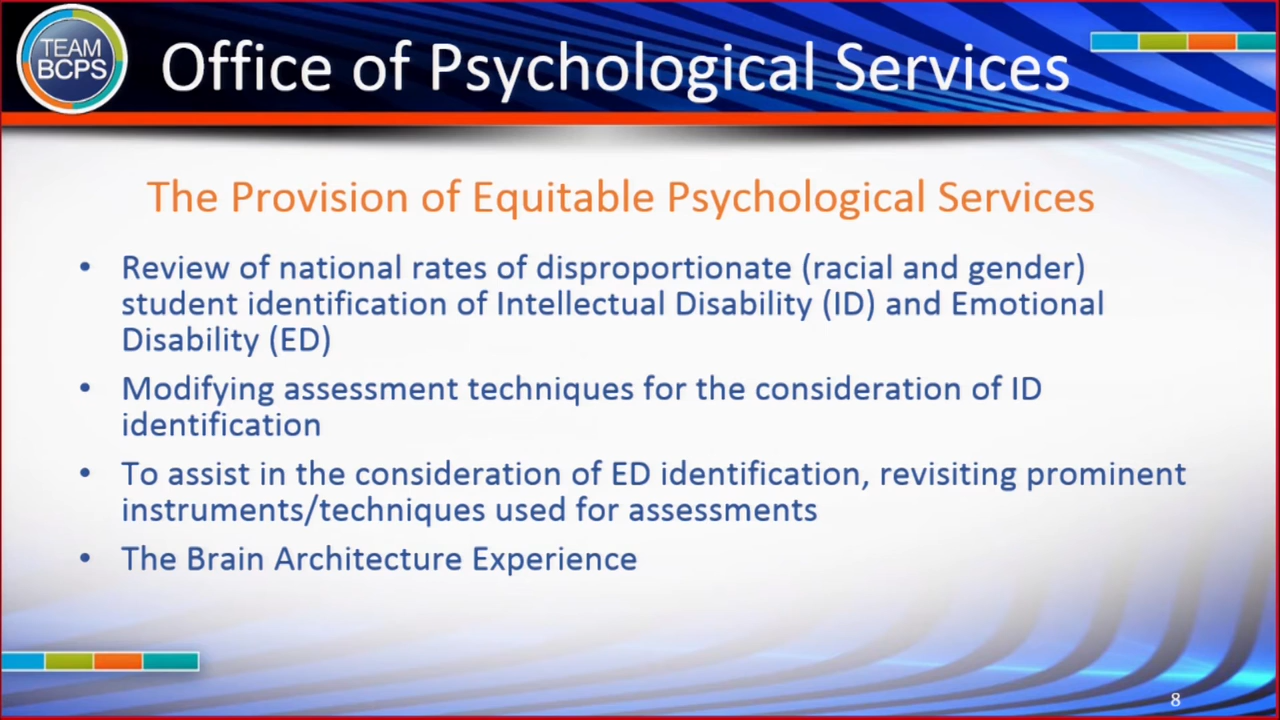 TEAM
BCPS
Office of Psychological Services
The Provision of Equitable Psychological Services
• Review of national rates of disproportionate (racial and gender)
student identification of Intellectual Disability (ID) and Emotional
Disability (ED)
• Modifying assessment techniques for the consideration of ID
identification
• To assist in the consideration of ED identification, revisiting prominent
instruments/techniques used for assessments
• The Brain Architecture Experience
8